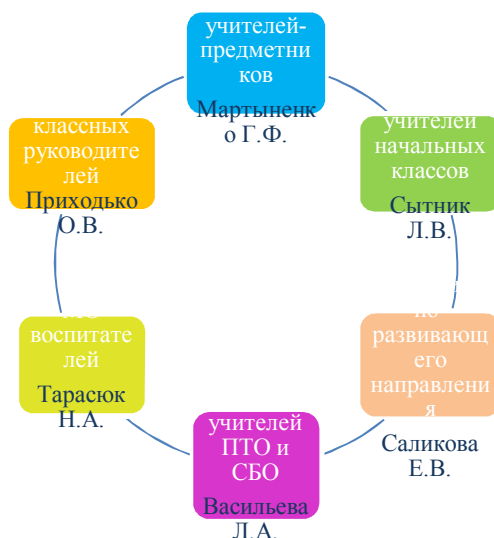 учителей-
предметни
ков
Мартыненк
о Г.Ф.
учителей
начальных
классов
Сытник
Л.В.
по
развивающ
его
направлени
я
Саликова
Е.В.
учителей
ПТО и
СБО
Васильева
Л.А.
воспитате
лей
Тарасюк
Н.А.
классных
руководите
лей
Приходько
О.В.